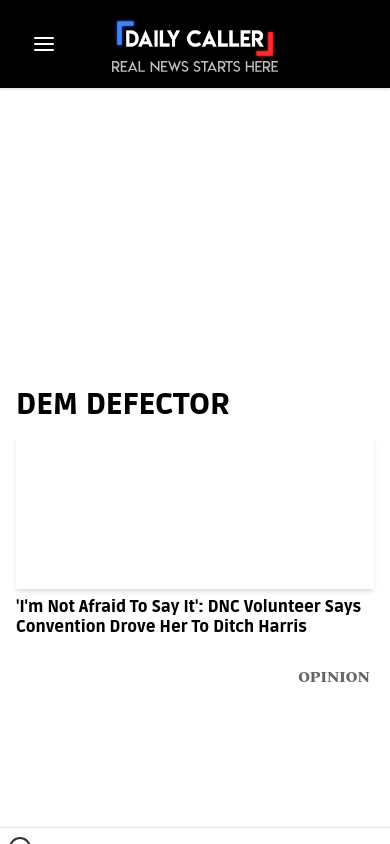 DAILY CALLER
REAL NEWS STARTS HERE
DEM DEFECTOR
'I'm Not Afraid To Say It': DNC Volunteer Says
Convention Drove Her To Ditch Harris
OPINION